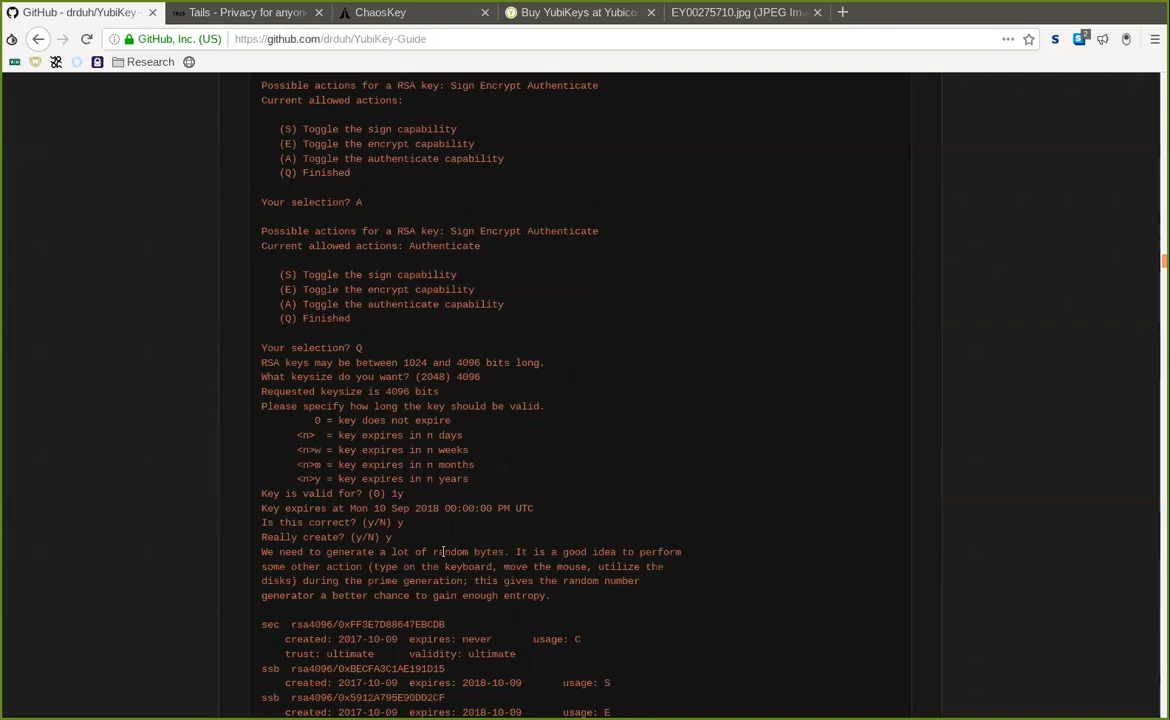 GitHub - drduh/YubiKey-
Tails - Privacy for anyon
ChaosKey
Buy YubiKeys at Yubico
EY00275710.jpg (JPEG Im
GitHub, Inc. (US)
https://github.com/drduh/YubiKey-Guide
2
Research
Possible actions for a RSA key: Sign Encrypt Authenticate
Current allowed actions:
(S) Toggle the sign capability
(E) Toggle the encrypt capability
(A) Toggle the authenticate capability
(Q) Finished
Your selection? A
Possible actions for a RSA key: Sign Encrypt Authenticate
Current allowed actions: Authenticate
(S) Toggle the sign capability
(E) Toggle the encrypt capability
(A) Toggle the authenticate capability
(Q) Finished
Your selection? Q
RSA keys may be between 1024 and 4096 bits long.
What keysize do you want? (2048) 4096
Requested keysize is 4096 bits
Please specify how long the key should be valid.
0 = key does not expire
<n> = key expires in n days
<n>w = key expires in n weeks
<n>m = key expires in n months
<n>y = key expires in n years
Key is valid for? (0) 1y
Key expires at Mon 10 Sep 2018 00:00:00 PM UTC
Is this correct? (y/N) y
Really create? (y/N) y
We need to generate a lot of random bytes. It is a good idea to perform
some other action (type on the keyboard, move the mouse, utilize the
disks) during the prime generation; this gives the random number
generator a better chance to gain enough entropy.
sec rsa4096/0xFF3E7D88647EBCDB
created: 2017-10-09 expires: never usage: C
trust: ultimate validity: ultimate
ssb rsa4096/0xBECFA3C1AE191D15
created: 2017-10-09 expires: 2018-10-09 usage: S
ssb rsa4096/0x5912A795E90DD2CF
created: 2017-10-09 expires: 2018-10-09 usage: E